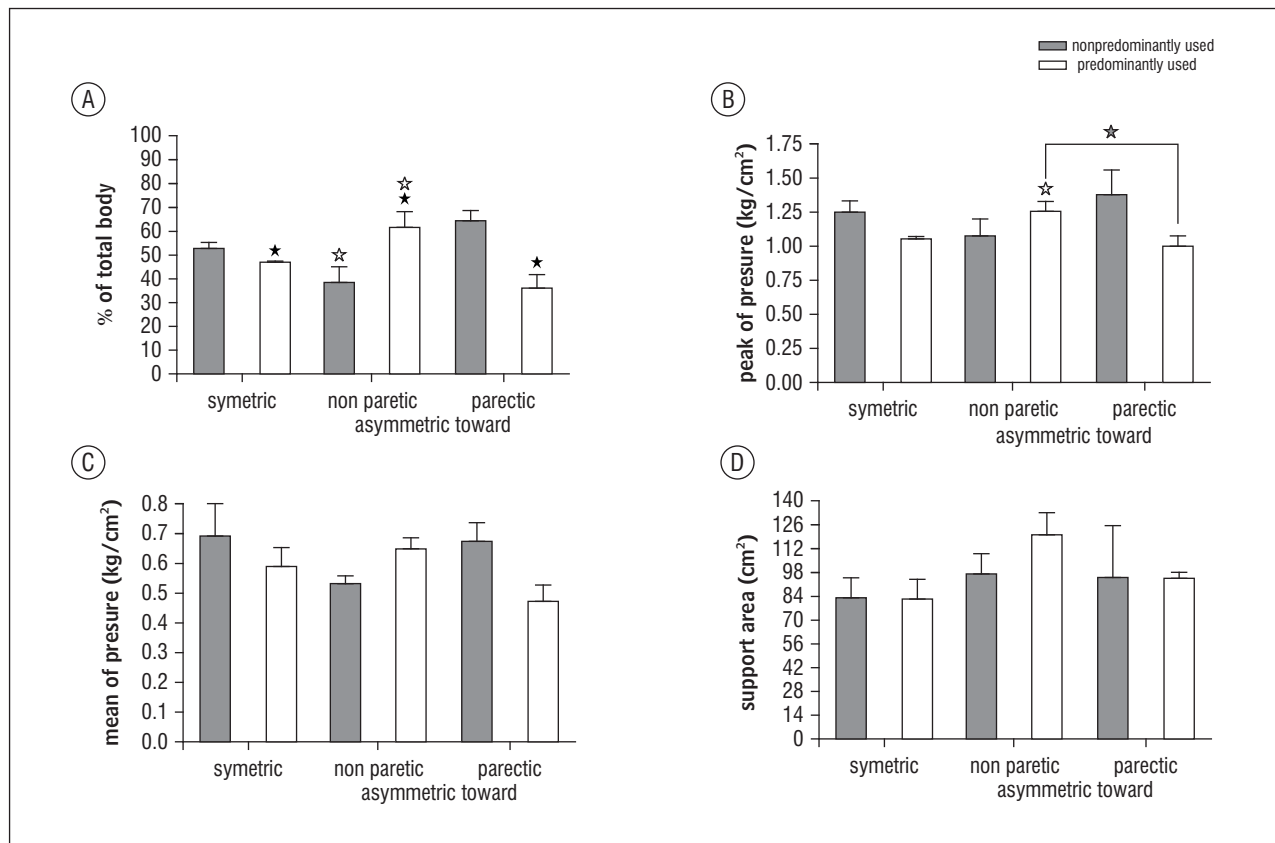 nonpredominantly used
predominantly used
A
% of total body
100
90
80
70
60
50
40
30
20
10
0
symetric non paretic parectic
asymmetric toward
B
peak of presure (kg/cm²)
1.75
1.50
1.25
1.00
0.75
0.50
0.25
0.00
symetric non paretic parectic
asymmetric toward
C
mean of presure (kg/cm²)
0.8
0.7
0.6
0.5
0.4
0.3
0.2
0.1
0.0
symetric non paretic parectic
asymmetric toward
D
support area (cm²)
140
126
112
98
84
70
56
42
28
14
0
symetric non paretic parectic
asymmetric toward